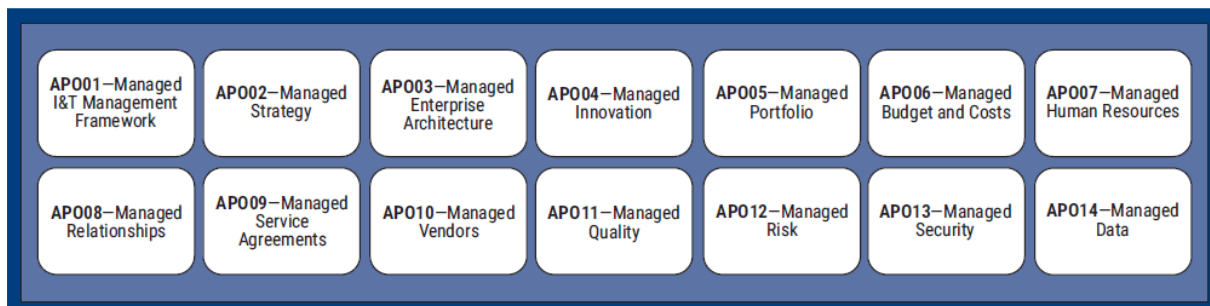 APO01—Managed
I&T Management
Framework
APO02—Managed
Strategy
APO03—Managed
Enterprise
Architecture
APO04—Managed
Innovation
APO05—Managed
Portfolio
APO06—Managed
Budget and Costs
APO07—Managed
Human Resources
APO08—Managed
Relationships
APO09—Managed
Service
Agreements
APO10—Managed
Vendors
APO11—Managed
Quality
APO12—Managed
Risk
APO13—Managed
Security
APO14—Managed
Data